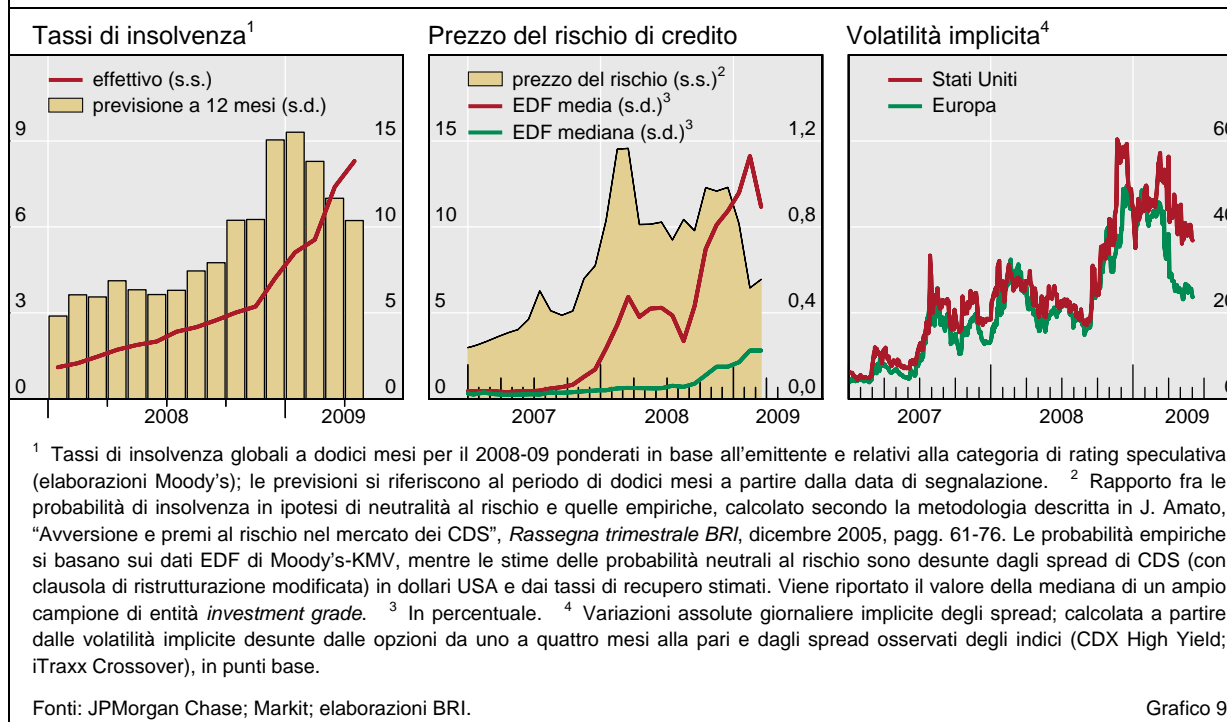 Tassi di insolvenza¹
effettivo (s.s.)
previsione a 12 mesi (s.d.)
9
6
3
0
15
10
5
0
2008
2009
Prezzo del rischio di credito
prezzo del rischio (s.s.)²
EDF media (s.d.)³
EDF mediana (s.d.)³
15
10
5
0
1,2
0,8
0,4
0,0
2007
2008
2009
Volatilità implicita⁴
Stati Uniti
Europa
2007
2008
2009
¹ Tassi di insolvenza globali a dodici mesi per il 2008-09 ponderati in base all'emittente e relativi alla categoria di rating speculativa
(elaborazioni Moody's); le previsioni si riferiscono al periodo di dodici mesi a partire dalla data di segnalazione. ² Rapporto fra le
probabilità di insolvenza in ipotesi di neutralità al rischio e quelle empiriche, calcolato secondo la metodologia descritta in J. Amato,
“Avversione e premi al rischio nel mercato dei CDS”, Rassegna trimestrale BRI, dicembre 2005, pagg. 61-76. Le probabilità empiriche
si basano sui dati EDF di Moody's-KMV, mentre le stime delle probabilità neutrali al rischio sono desunte dagli spread di CDS (con
clausola di ristrutturazione modificata) in dollari USA e dai tassi di recupero stimati. Viene riportato il valore della mediana di un ampio
campione di entità investment grade. ³ In percentuale. ⁴ Variazioni assolute giornaliere implicite degli spread; calcolata a partire
dalle volatilità implicite desunte dalle opzioni da uno a quattro mesi alla pari e dagli spread osservati degli indici (CDX High Yield;
iTraxx Crossover), in punti base.
Fonti: JPMorgan Chase; Markit; elaborazioni BRI. Grafico 9